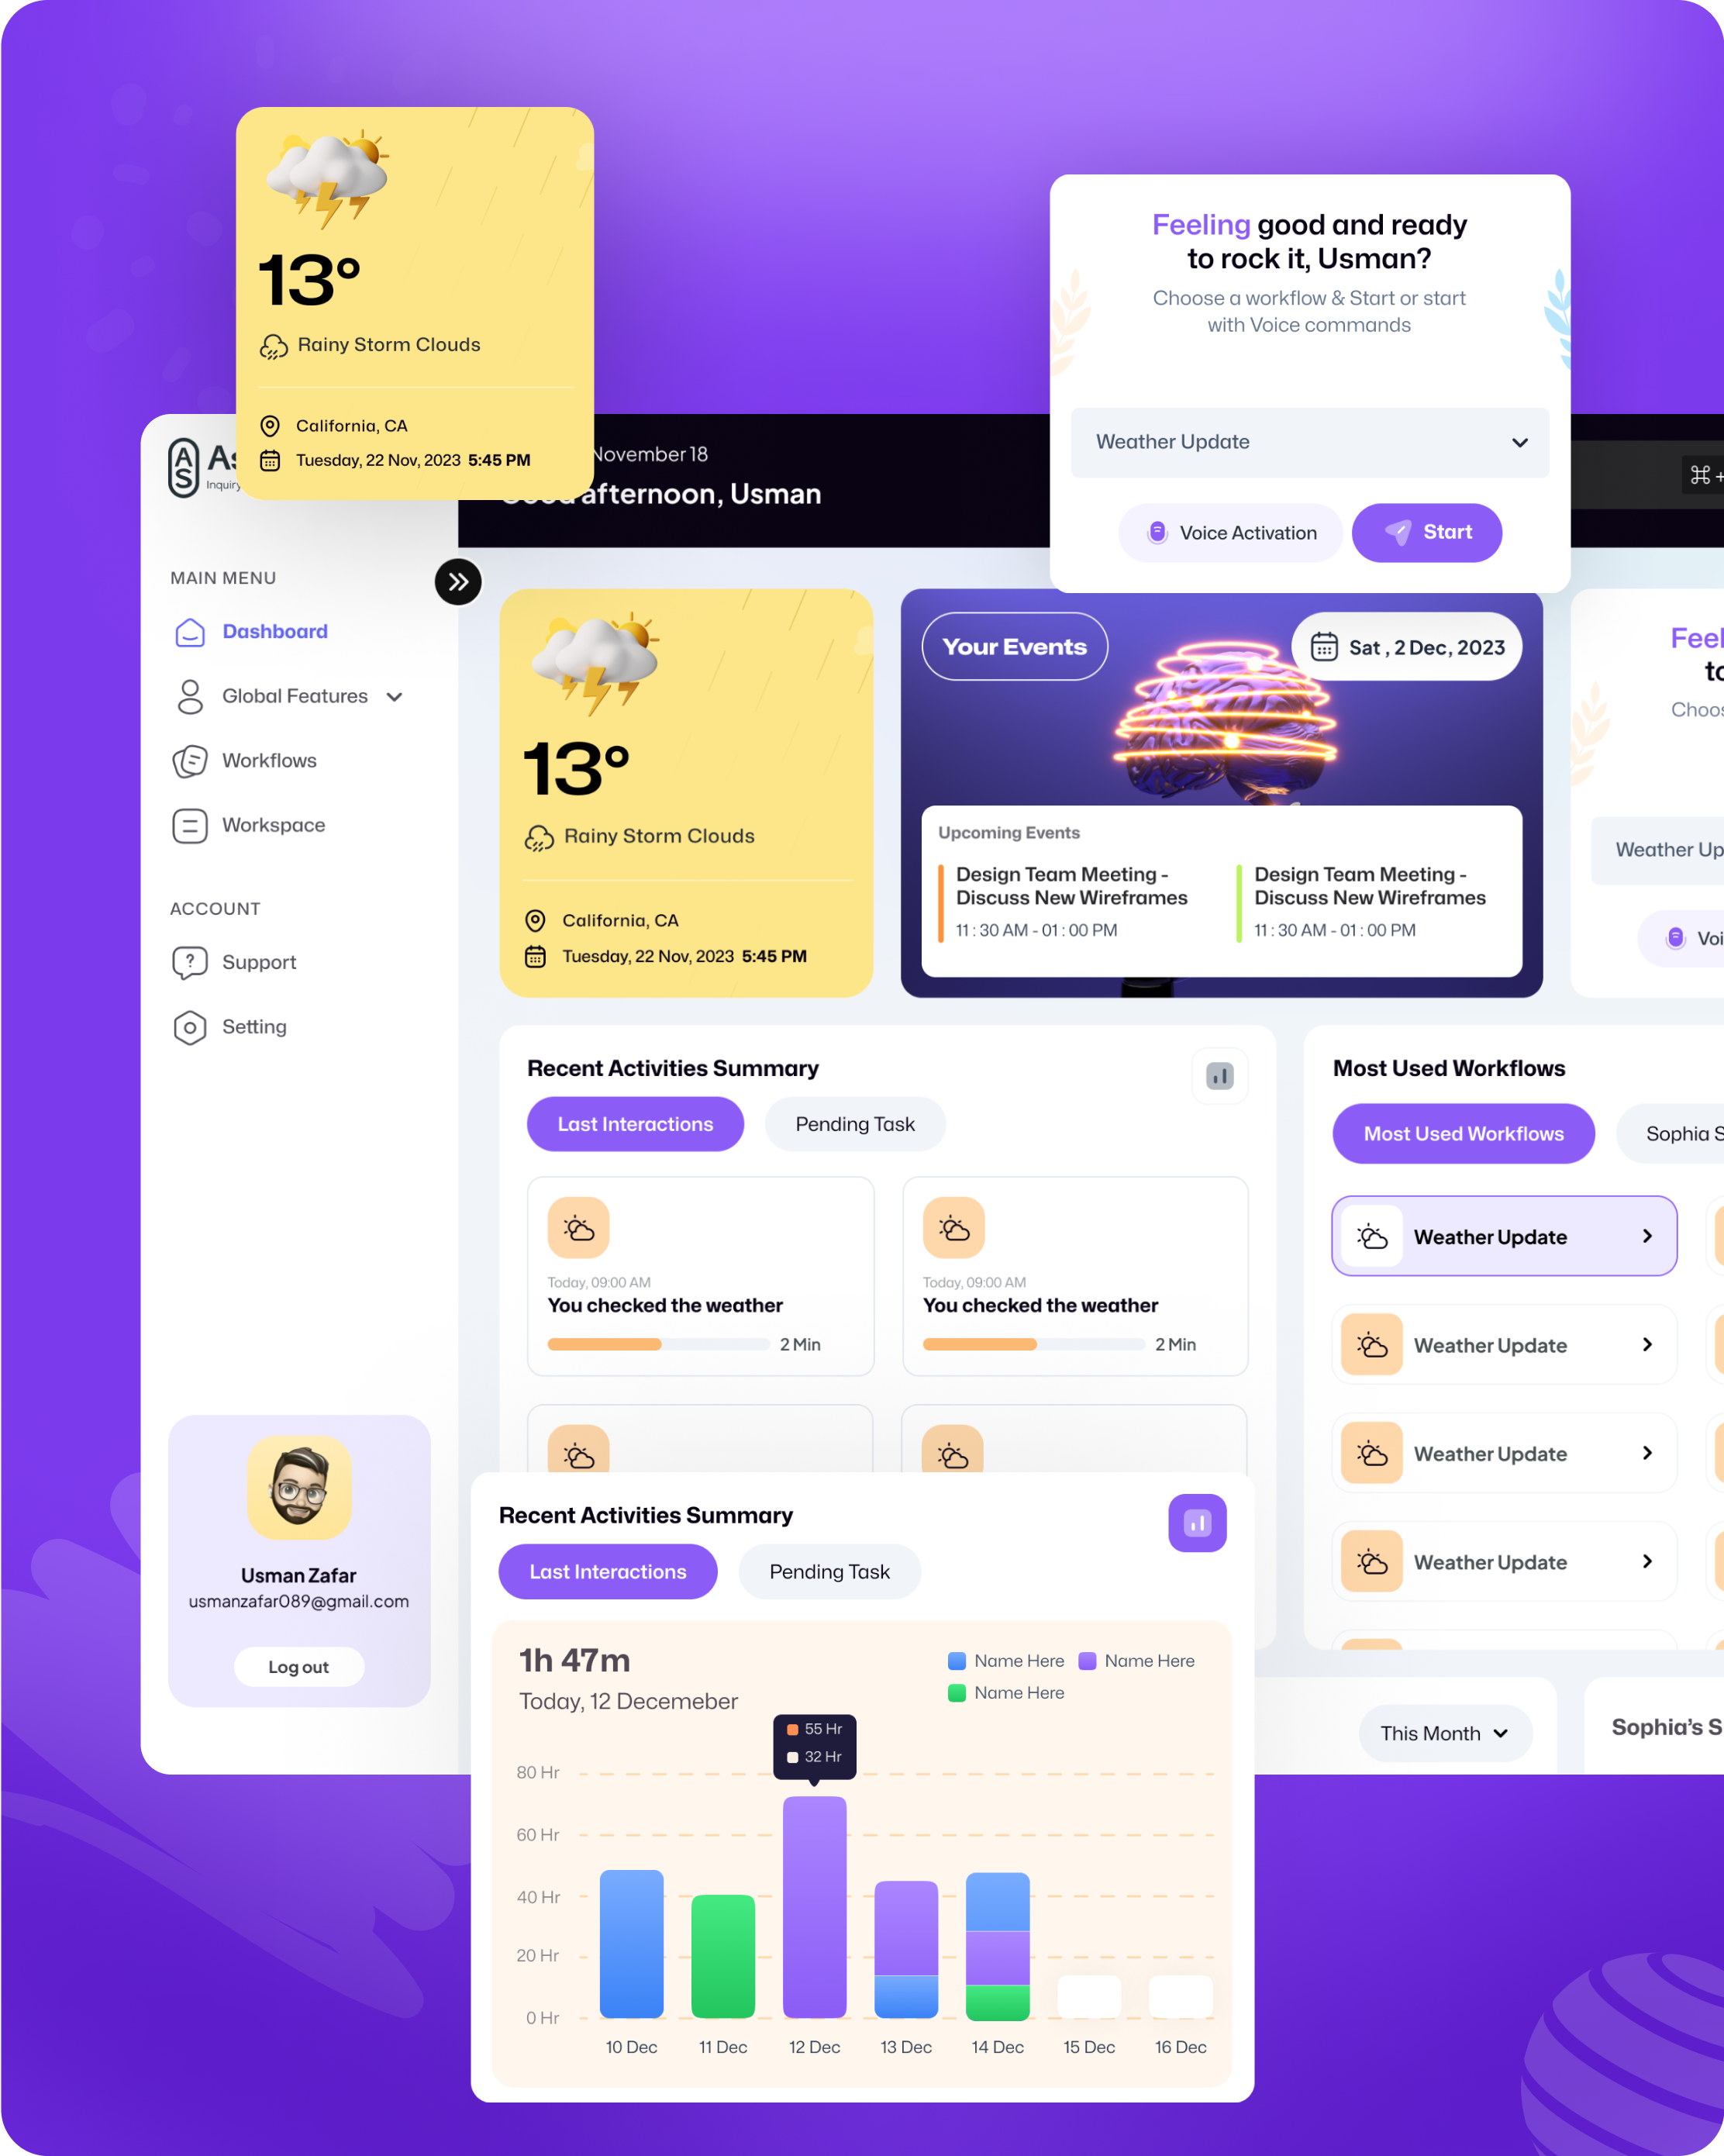 13°
Rainy Storm Clouds
California, CA
Tuesday, 22 Nov, 2023 5:45 PM
Feeling good and ready
to rock it, Usman?
Choose a workflow & Start or start
with Voice commands
Weather Update
Voice Activation
Start
AS
Inquiry
November 18
afternoon, Usman
⌘ +
MAIN MENU
Dashboard
Global Features
Workflows
Workspace
ACCOUNT
Support
Setting
Usman Zafar
usmanzafar089@gmail.com
Log out
13°
Rainy Storm Clouds
California, CA
Tuesday, 22 Nov, 2023 5:45 PM
Your Events
Sat , 2 Dec, 2023
Upcoming Events
Design Team Meeting -
Discuss New Wireframes
11 : 30 AM - 01 : 00 PM
Design Team Meeting -
Discuss New Wireframes
11 : 30 AM - 01 : 00 PM
Weather
Recent Activities Summary
Last Interactions
Pending Task
Today, 09:00 AM
You checked the weather
2 Min
Today, 09:00 AM
You checked the weather
2 Min
Most Used Workflows
Most Used Workflows
Sophia
Weather Update
Weather Update
Weather Update
Weather Update
Recent Activities Summary
Last Interactions
Pending Task
1h 47m
Today, 12 Decemeber
Name Here
Name Here
Name Here
55 Hr
32 Hr
80 Hr
60 Hr
40 Hr
20 Hr
0 Hr
10 Dec
11 Dec
12 Dec
13 Dec
14 Dec
15 Dec
16 Dec
This Month
Sophia's